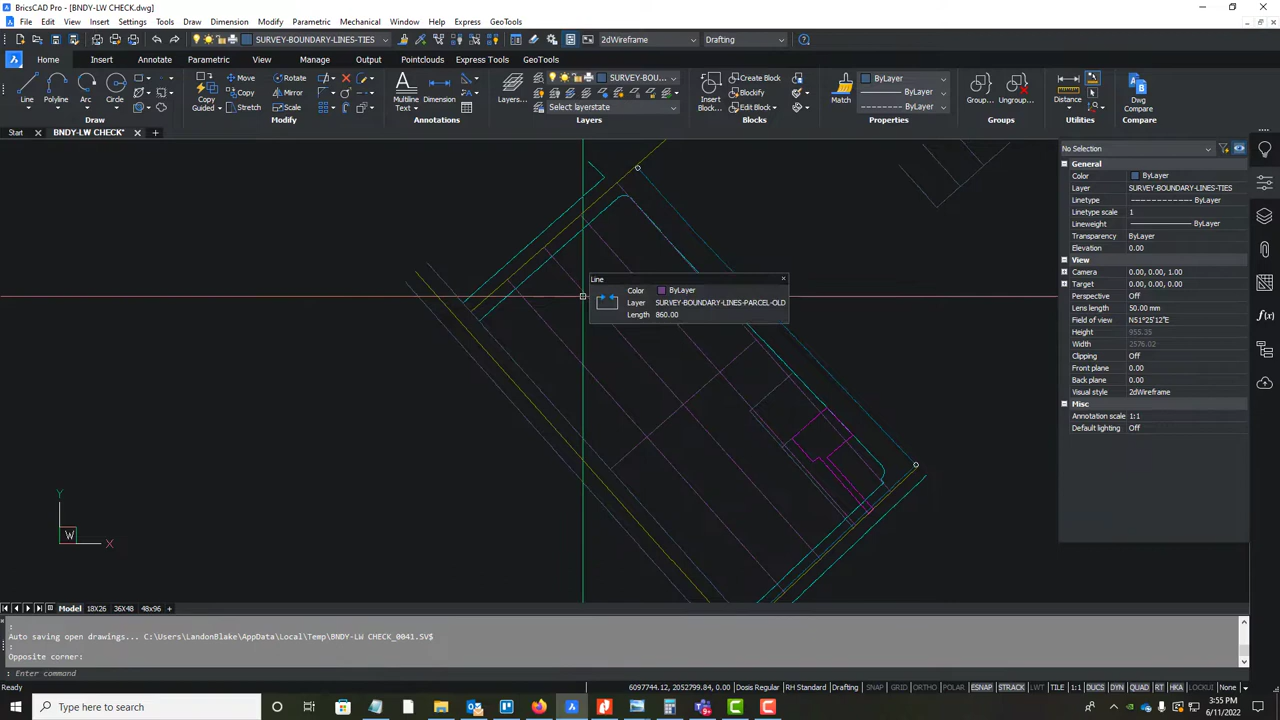 BricsCAD Pro - [BNDY-LW CHECK.dwg]
File Edit View Insert Settings Tools Draw Dimension Modify Parametric Mechanical Window Help Express GeoTools
SURVEY-BOUNDARY-LINES-TIES 2dWireframe Drafting
Home Insert Annotate Parametric View Manage Output Pointclouds Express Tools GeoTools
Line Polyline Arc Circle
Draw
Copy Guided Move Copy Stretch Rotate Mirror Scale
Modify
Multiline Text Dimension
Annotations
Layers... SURVEY-BOU... Select layerstate
Layers
Insert Block... Create Block Blockify Edit Block
Blocks
Match ByLayer ByLayer ByLayer
Properties
Group... Ungroup...
Groups
Distance
Utilities
Dwg Compare
Compare
Start BNDY-LW CHECK*
No Selection
General
Color ByLayer
Layer SURVEY-BOUNDARY-LINES-TIES
Linetype ByLayer
Linetype scale 1
Lineweight ByLayer
Transparency ByLayer
Elevation 0.00
View
Camera 0.00, 0.00, 1.00
Target 0.00, 0.00, 0.00
Perspective Off
Lens length 50.00 mm
Field of view N51°25'12"E
Height 955.35
Width 2576.02
Clipping Off
Front plane 0.00
Back plane 0.00
Visual style 2dWireframe
Misc
Annotation scale 1:1
Default lighting Off
Line
Color ByLayer
Layer SURVEY-BOUNDARY-LINES-PARCEL-OLD
Length 860.00
Y
W
X
Model 18X26 36X48 48x96
:
Auto saving open drawings... C:\Users\LandonBlake\AppData\Local\Temp\BNDY-LW CHECK_0041.SV$
:
Opposite corner:
: Enter command
Ready 6097744.12, 2052799.84, 0.00 Dosis Regular RH Standard Drafting SNAP GRID ORTHO POLAR ESNAP STRACK LWT TILE 1:1 DUCS DYN QUAD RT HKA LOCKUI None
Type here to search
3:55 PM
6/11/2022